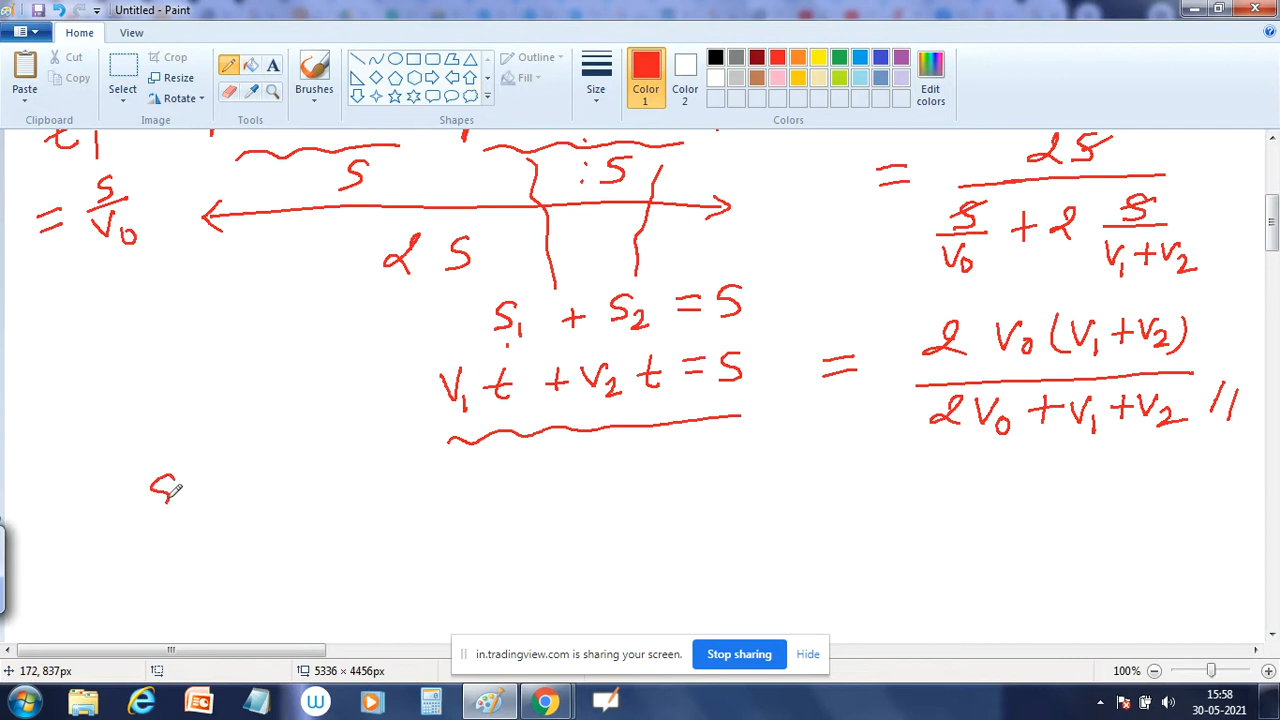 Untitled - Paint
Home View
Paste Cut Copy
Select Crop Resize Rotate
Brushes
Outline Fill
Size
Color 1
Color 2
Edit colors
Clipboard Image Tools Shapes Colors
t1 = S/V0
S : S
2 S
S1 + S2 = S
V1 t + V2 t = S
S
= 2S / (S/V0 + 2 S/(V1+V2))
= 2 V0 (V1+V2) / (2V0 + V1 + V2) //
in.tradingview.com is sharing your screen. Stop sharing Hide
172, 837px 5336 × 4456px 100%
15:58
30-05-2021